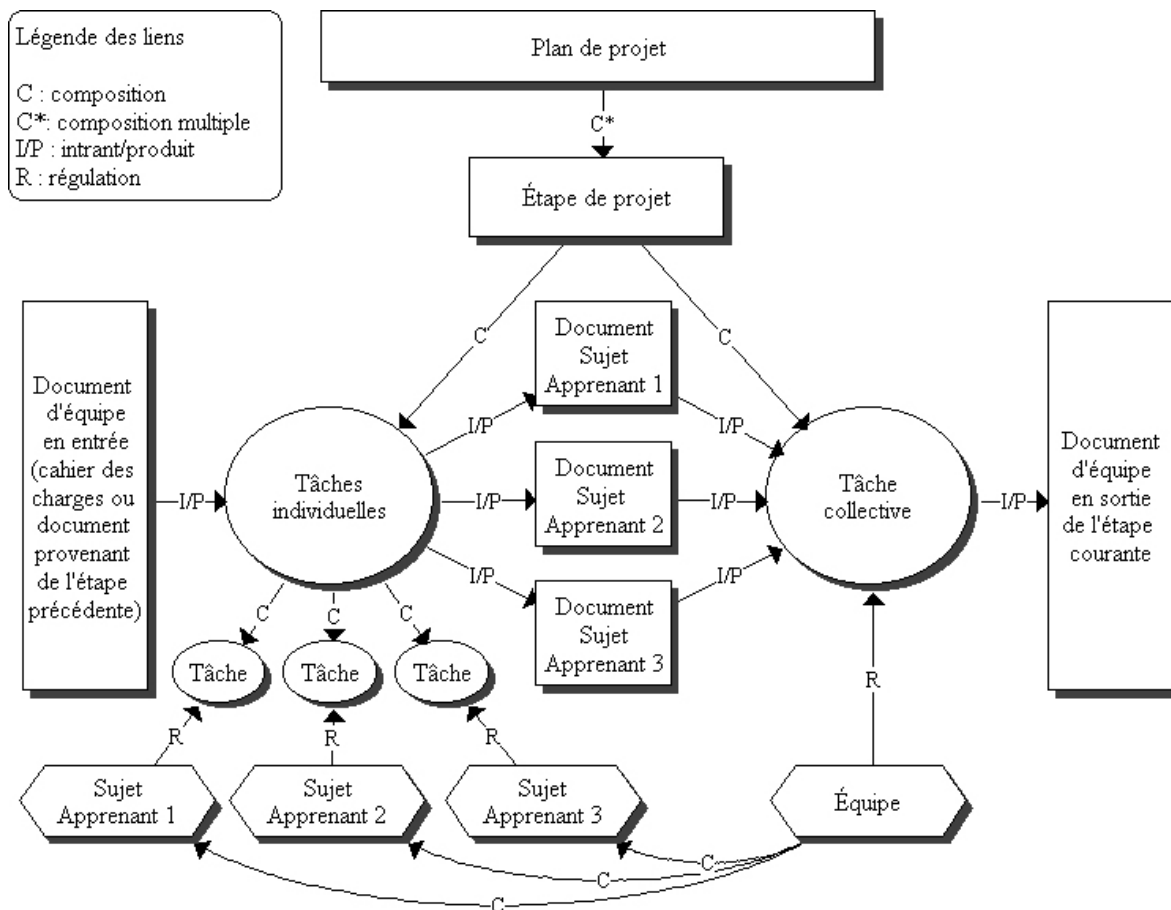 Légende des liens
C : composition
C*: composition multiple
I/P : intrant/produit
R : régulation
Plan de projet
C*
Étape de projet
C
C
Document
d'équipe
en entrée
(cahier des
charges ou
document
provenant
de l'étape
précédente)
I/P
Tâches
individuelles
I/P
I/P
I/P
Document
Sujet
Apprenant 1
Document
Sujet
Apprenant 2
Document
Sujet
Apprenant 3
I/P
I/P
I/P
Tâche
collective
I/P
Document
d'équipe
en sortie
de l'étape
courante
C
C
C
Tâche
Tâche
Tâche
R
R
R
R
Sujet
Apprenant 1
Sujet
Apprenant 2
Sujet
Apprenant 3
Équipe
C
C
C